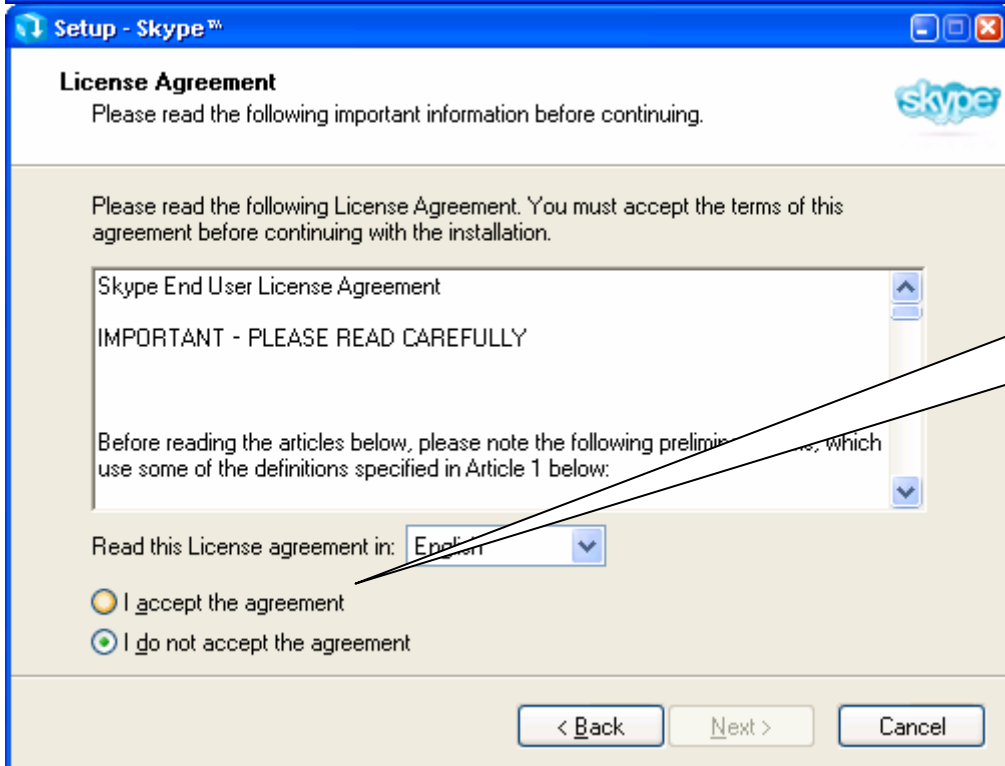 Setup - Skype™
License Agreement
Please read the following important information before continuing.
skype
Please read the following License Agreement. You must accept the terms of this
agreement before continuing with the installation.
Skype End User License Agreement
IMPORTANT - PLEASE READ CAREFULLY
Before reading the articles below, please note the following , which
use some of the definitions specified in Article 1 below:
Read this License agreement in: English
I accept the agreement
I do not accept the agreement
< Back
Next >
Cancel